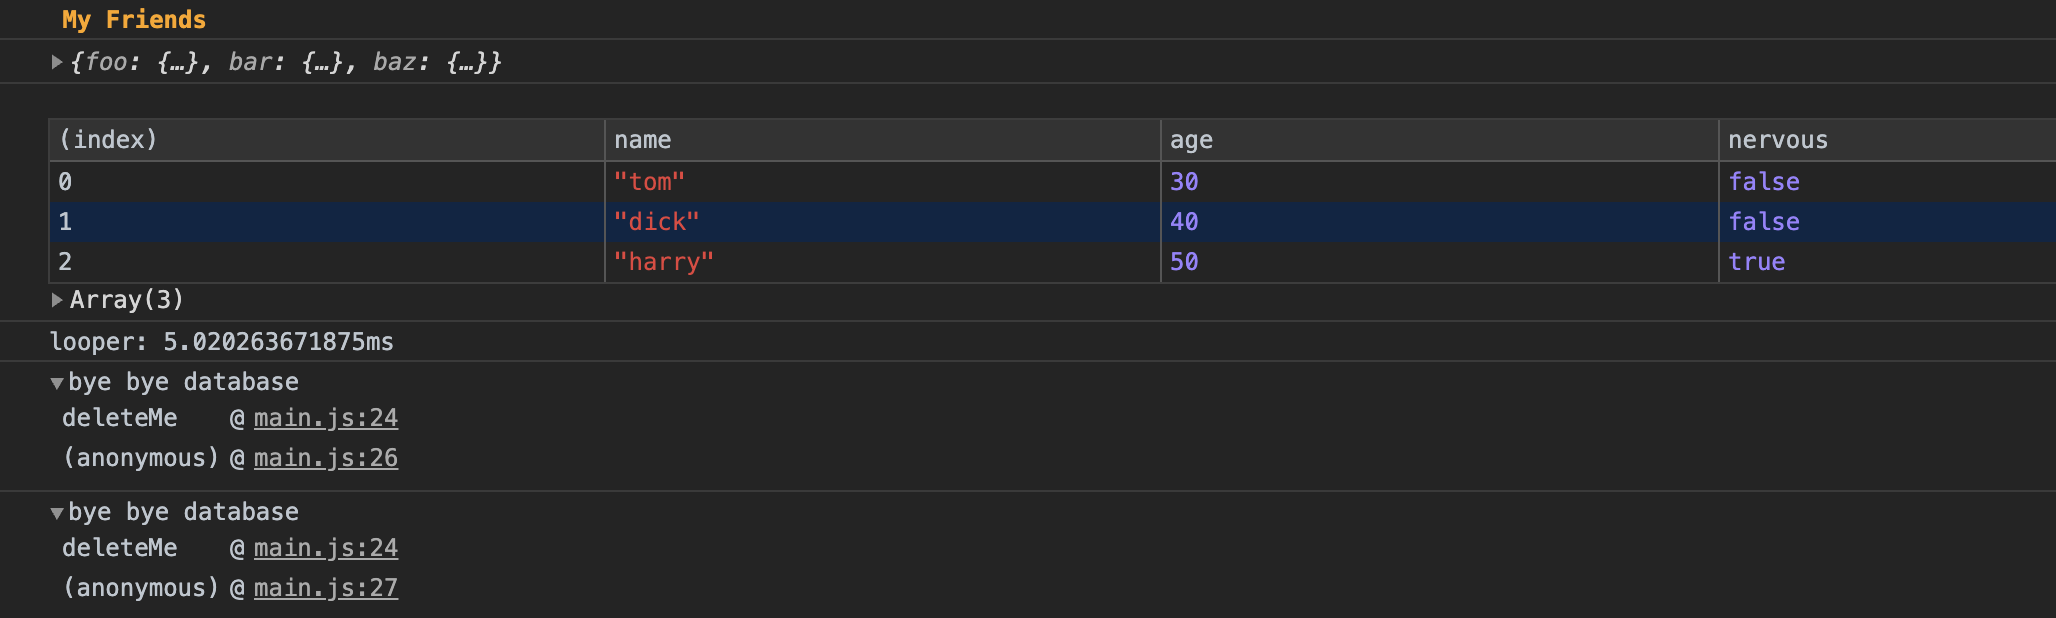 My Friends
{foo: {…}, bar: {…}, baz: {…}}
(index) name age nervous
0 "tom" 30 false
1 "dick" 40 false
2 "harry" 50 true
Array(3)
looper: 5.020263671875ms
bye bye database
deleteMe @ main.js:24
(anonymous) @ main.js:26
bye bye database
deleteMe @ main.js:24
(anonymous) @ main.js:27